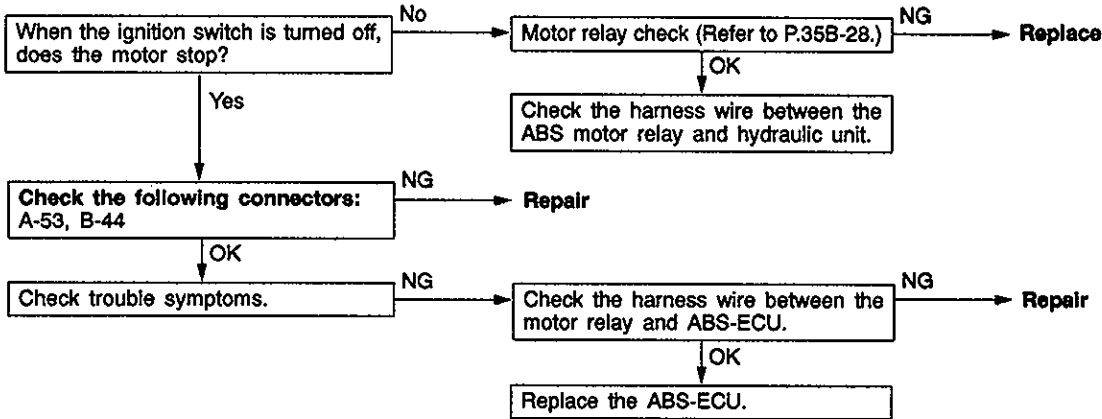 When the ignition switch is turned off,
does the motor stop?
No
Motor relay check (Refer to P.35B-28.)
NG
Replace
Yes
OK
Check the harness wire between the
ABS motor relay and hydraulic unit.
Check the following connectors:
A-53, B-44
NG
Repair
OK
Check trouble symptoms.
NG
Check the harness wire between the
motor relay and ABS-ECU.
NG
Repair
OK
Replace the ABS-ECU.